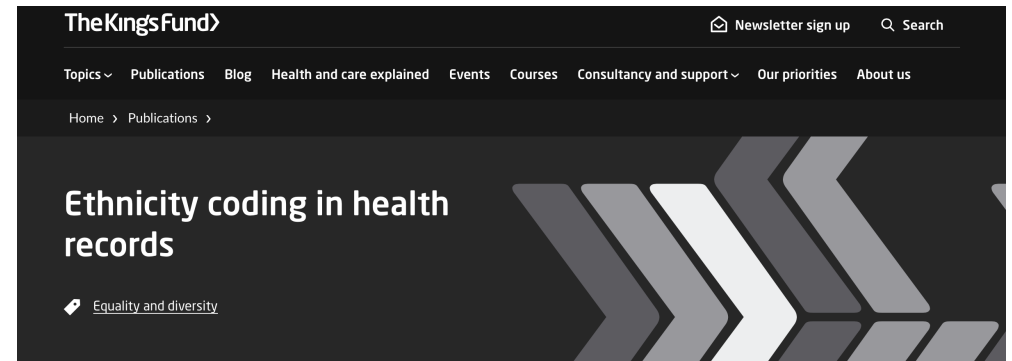 TheKingsFund>
Newsletter sign up Search
Topics Publications Blog Health and care explained Events Courses Consultancy and support Our priorities About us
Home > Publications >
Ethnicity coding in health
records
Equality and diversity